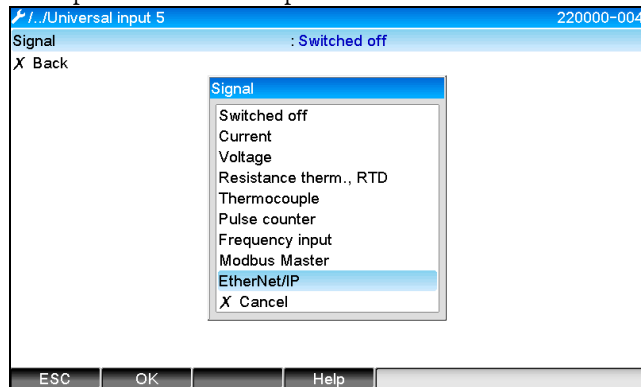 /../Universal input 5 220000-004
Signal : Switched off
X Back
Signal
Switched off
Current
Voltage
Resistance therm., RTD
Thermocouple
Pulse counter
Frequency input
Modbus Master
EtherNet/IP
X Cancel
ESC OK Help